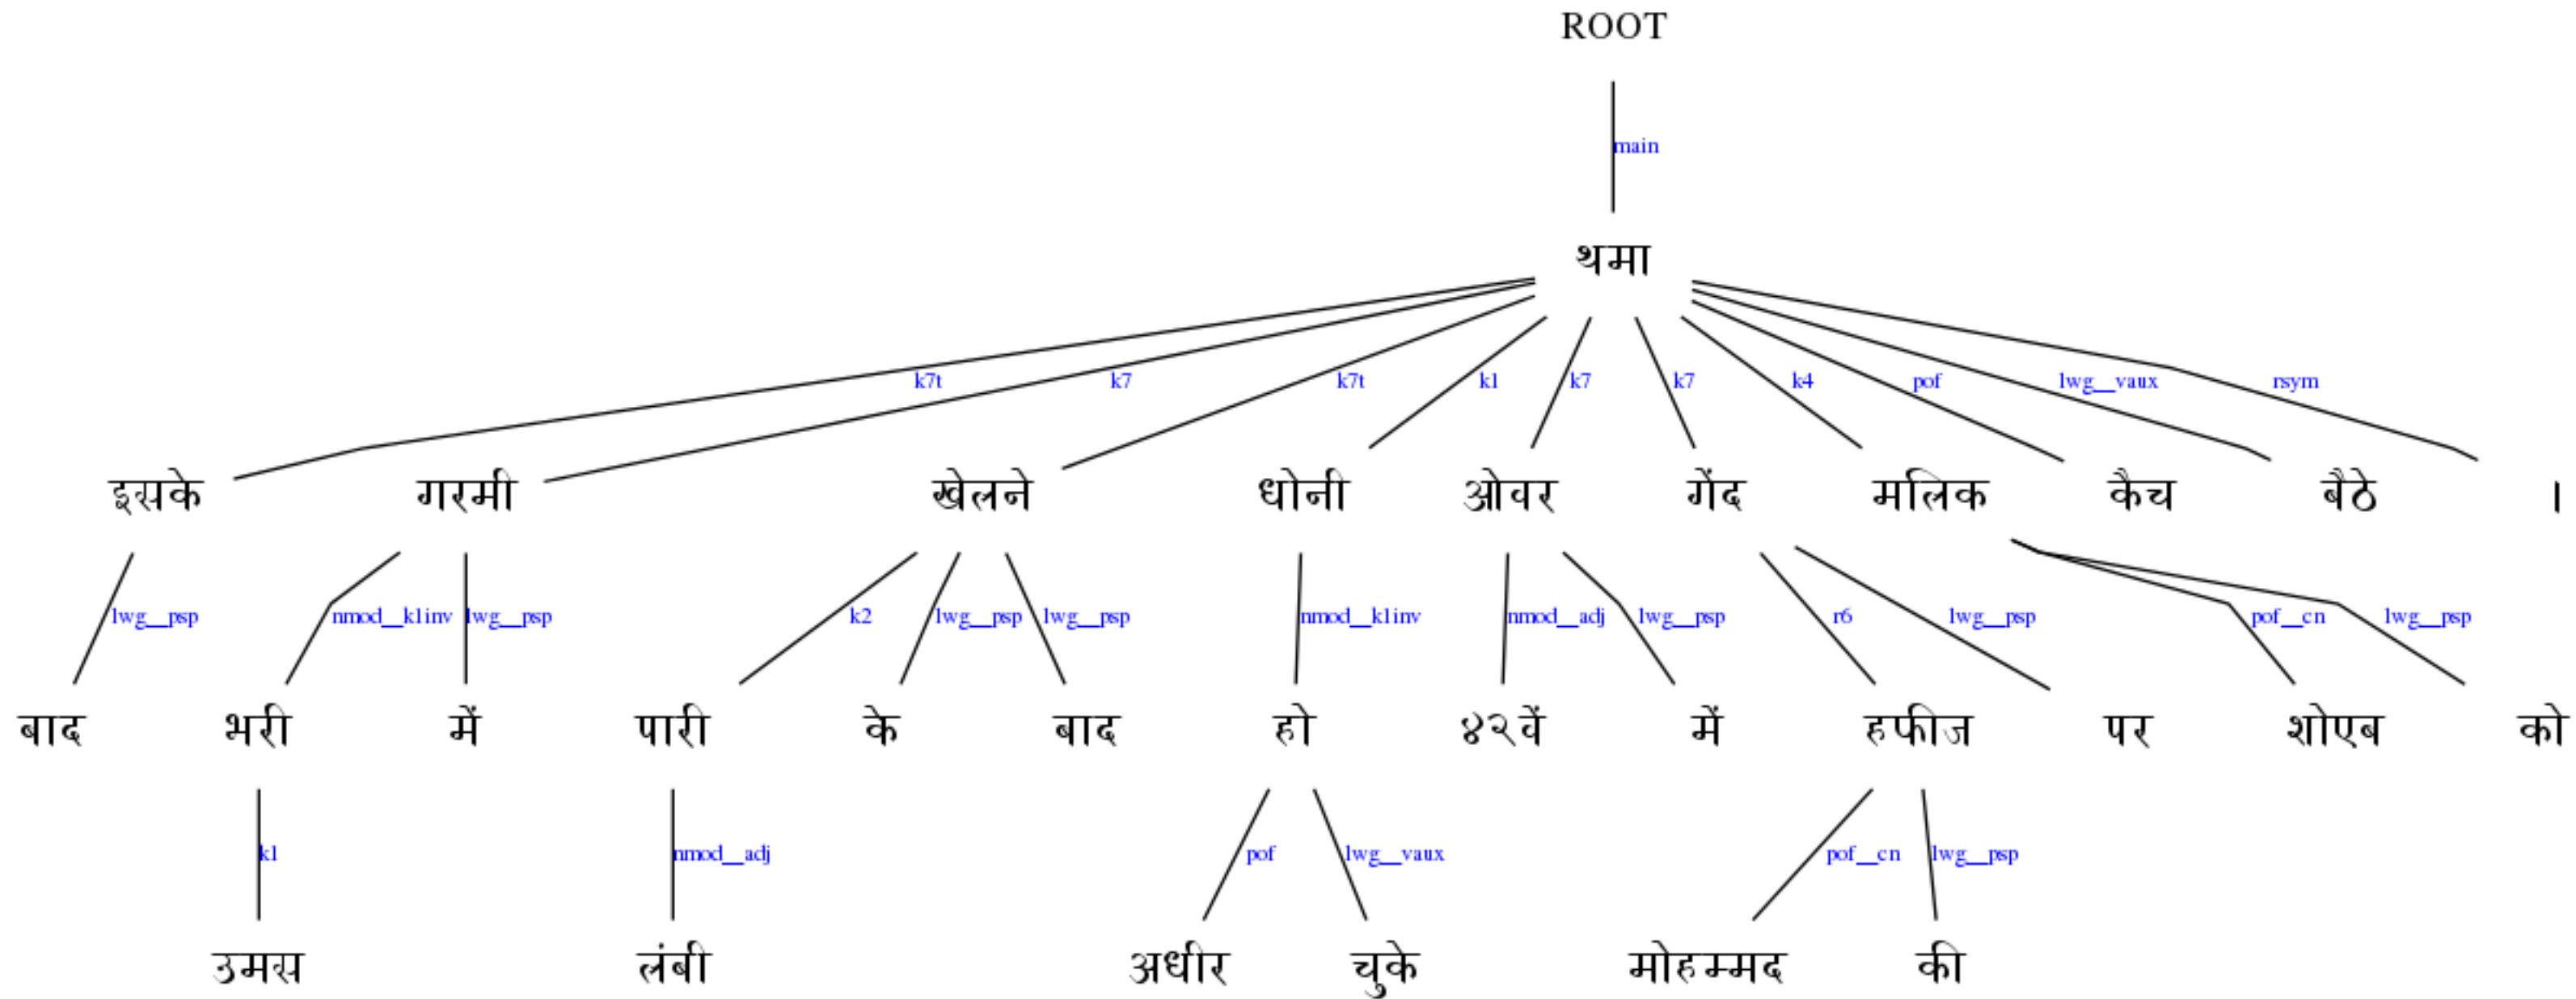 ROOT
main
थमा
k7t k7 k7t k1 k7 k7 k4 pof lwg__vaux rsym
इसके गरमी खेलने धोनी ओवर गेंद मलिक कैच बैठे ।
lwg__psp nmod__k1inv lwg__psp k2 lwg__psp lwg__psp nmod__k1inv nmod__adj lwg__psp r6 lwg__psp pof__cn lwg__psp
बाद भरी में पारी के बाद हो ४२वें में हफीज पर शोएब को
k1 nmod__adj pof lwg__vaux pof__cn lwg__psp
उमस लंबी अधीर चुके मोहम्मद की